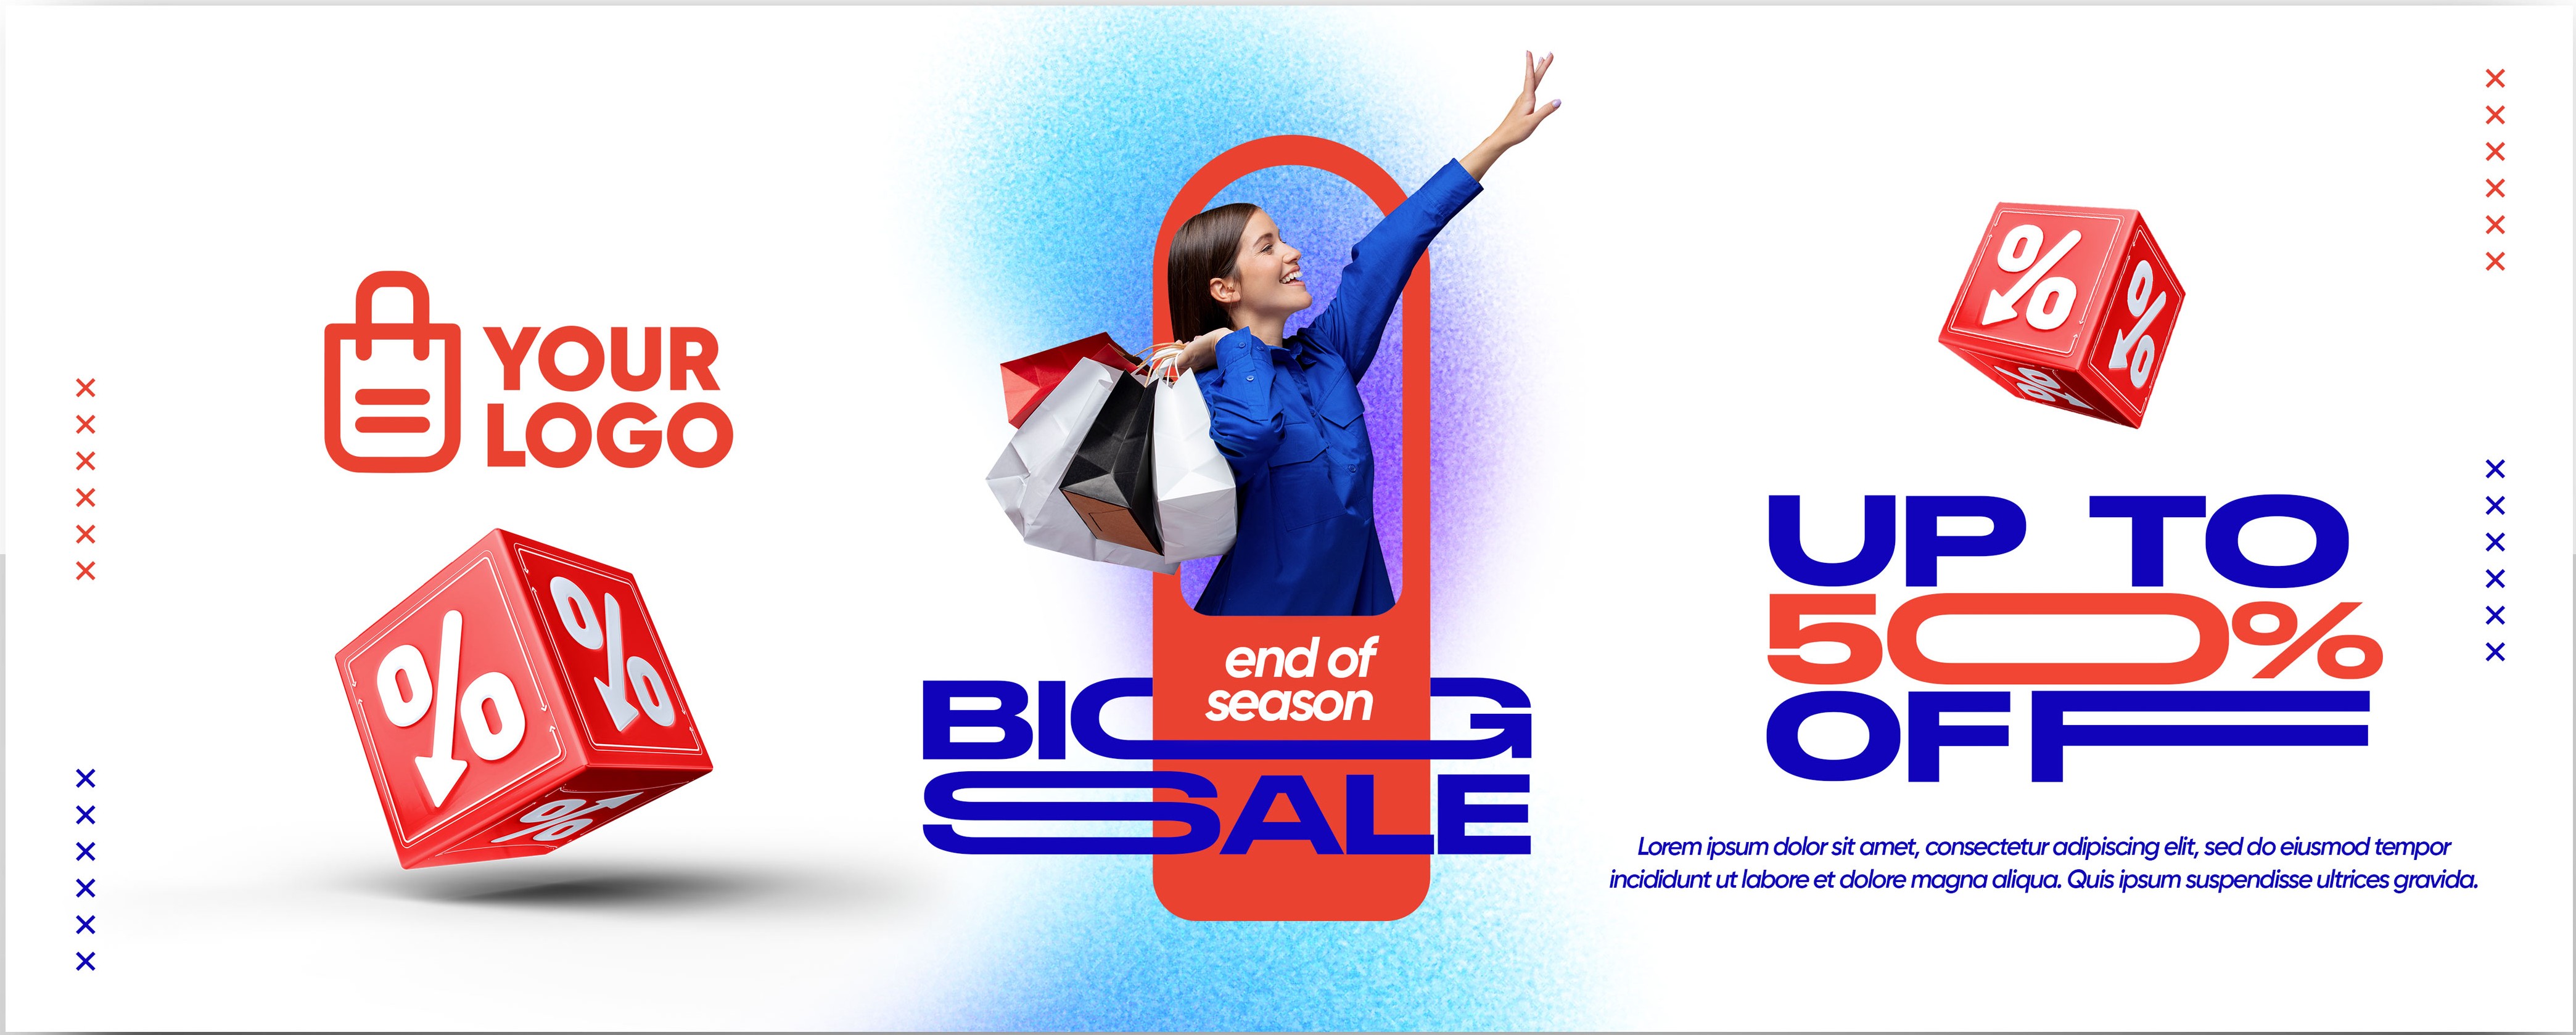 YOUR
LOGO
%
%
%
end of
season
BIG
SALE
%
%
%
UP TO
50%
OFF
Lorem ipsum dolor sit amet, consectetur adipiscing elit, sed do eiusmod tempor
incididunt ut labore et dolore magna aliqua. Quis ipsum suspendisse ultrices gravida.